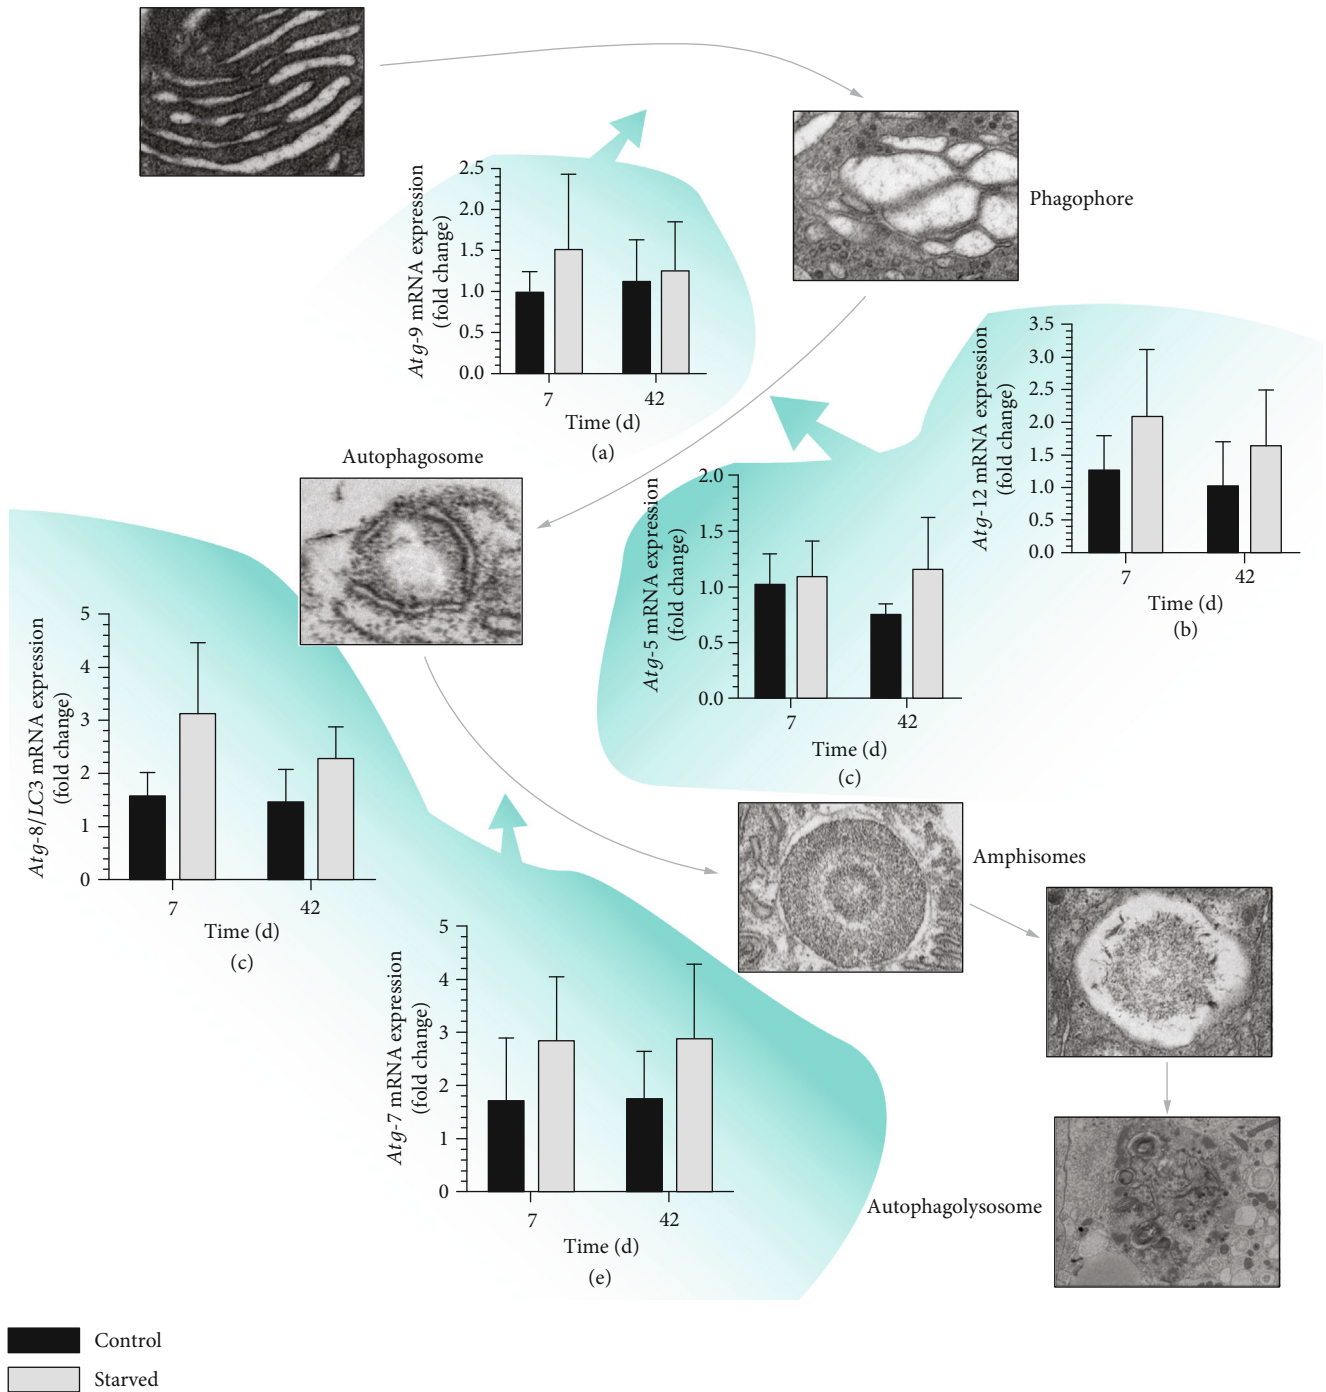 Phagophore
Atg-9 mRNA expression
(fold change)
2.5
2.0
1.5
1.0
0.5
0.0
7
42
Time (d)
(a)
Atg-12 mRNA expression
(fold change)
3.5
3.0
2.5
2.0
1.5
1.0
0.5
0.0
7
42
Time (d)
(b)
Autophagosome
Atg-5 mRNA expression
(fold change)
2.0
1.5
1.0
0.5
0.0
7
42
Time (d)
(c)
Atg-8/LC3 mRNA expression
(fold change)
5
4
3
2
1
0
7
42
Time (d)
(c)
Amphisomes
Atg-7 mRNA expression
(fold change)
5
4
3
2
1
0
7
42
Time (d)
(e)
Autophagolysosome
Control
Starved